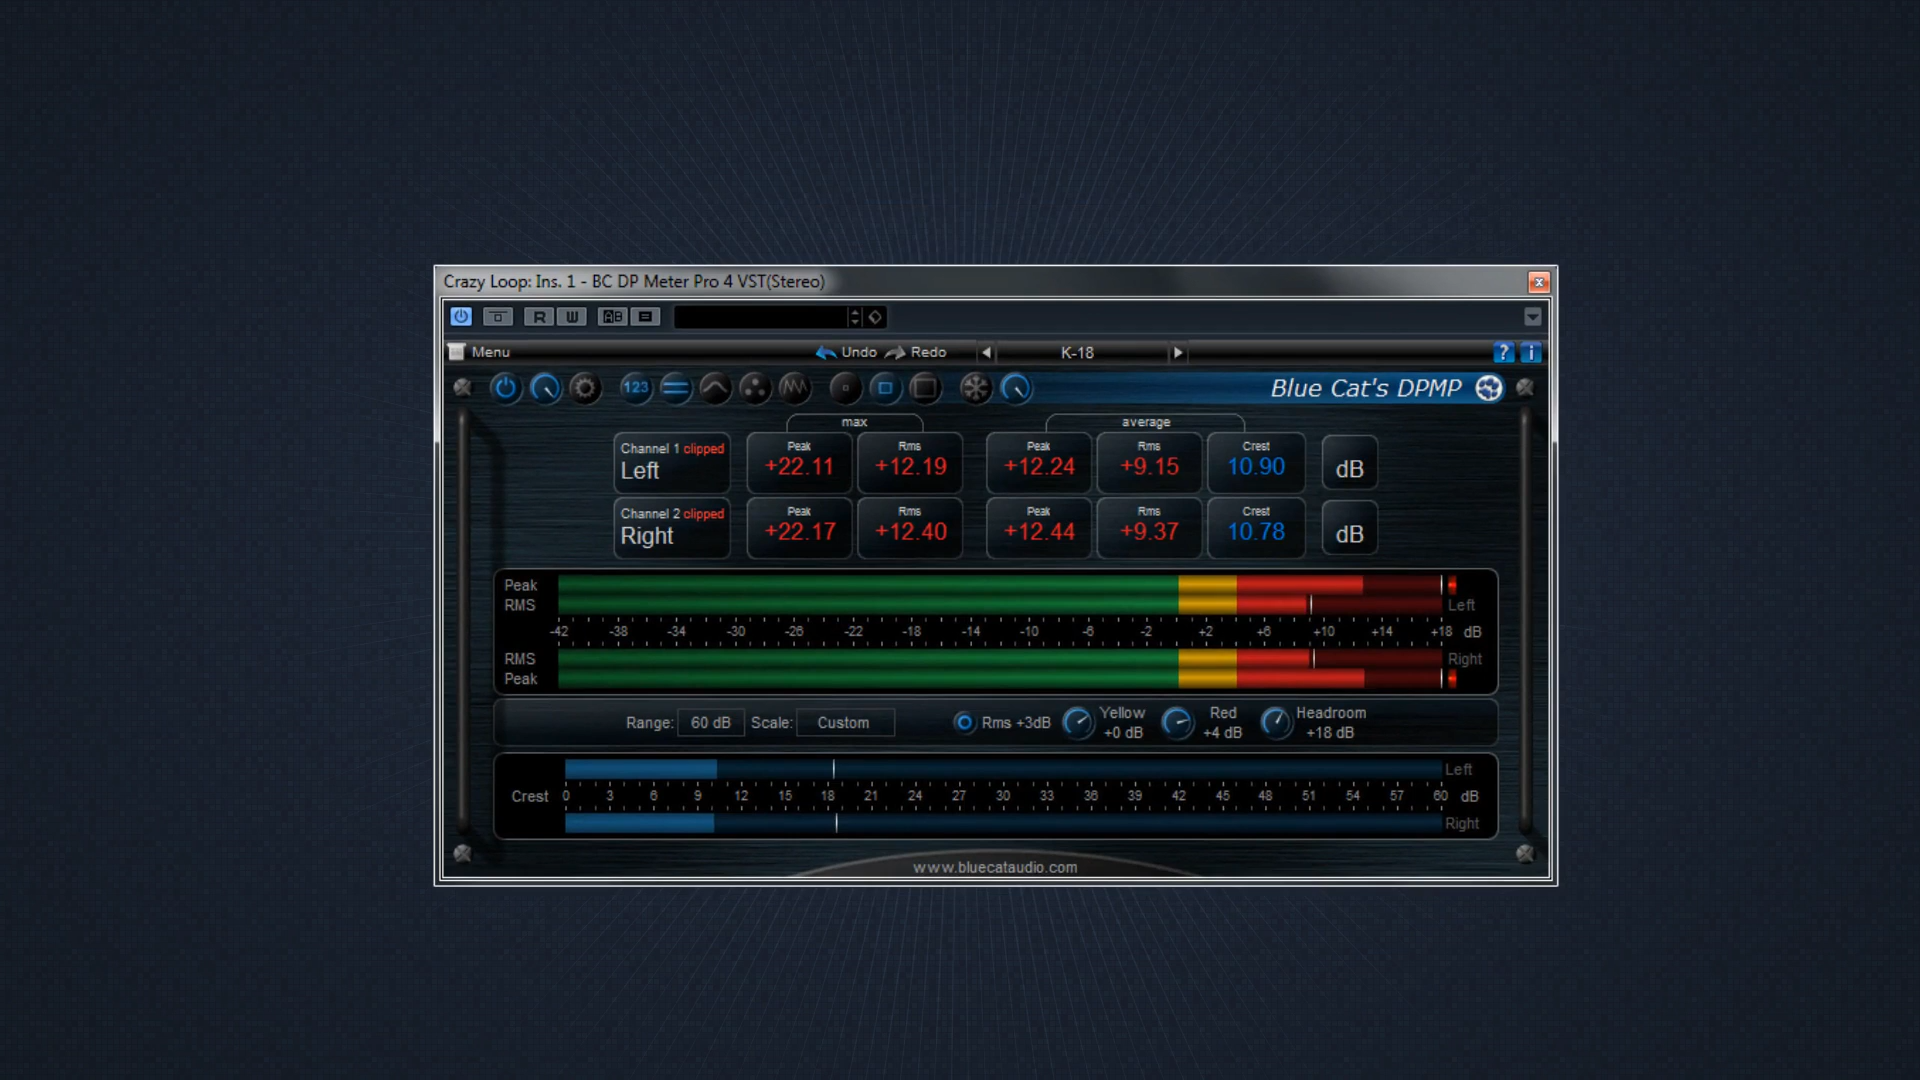 Crazy Loop: Ins. 1 - BC DP Meter Pro 4 VST(Stereo)
R W AB
Menu Undo Redo K-18 ? i
123 Blue Cat's DPMP
max average
Channel 1 clipped Peak Rms Peak Rms Crest
Left +22.11 +12.19 +12.24 +9.15 10.90 dB
Channel 2 clipped Peak Rms Peak Rms Crest
Right +22.17 +12.40 +12.44 +9.37 10.78 dB
Peak
RMS Left
-42 -38 -34 -30 -26 -22 -18 -14 -10 -6 -2 +2 +6 +10 +14 +18 dB
RMS Right
Peak
Range: 60 dB Scale: Custom Rms +3dB Yellow +0 dB Red +4 dB Headroom +18 dB
Left
Crest 0 3 6 9 12 15 18 21 24 27 30 33 36 39 42 45 48 51 54 57 60 dB
Right
www.bluecataudio.com